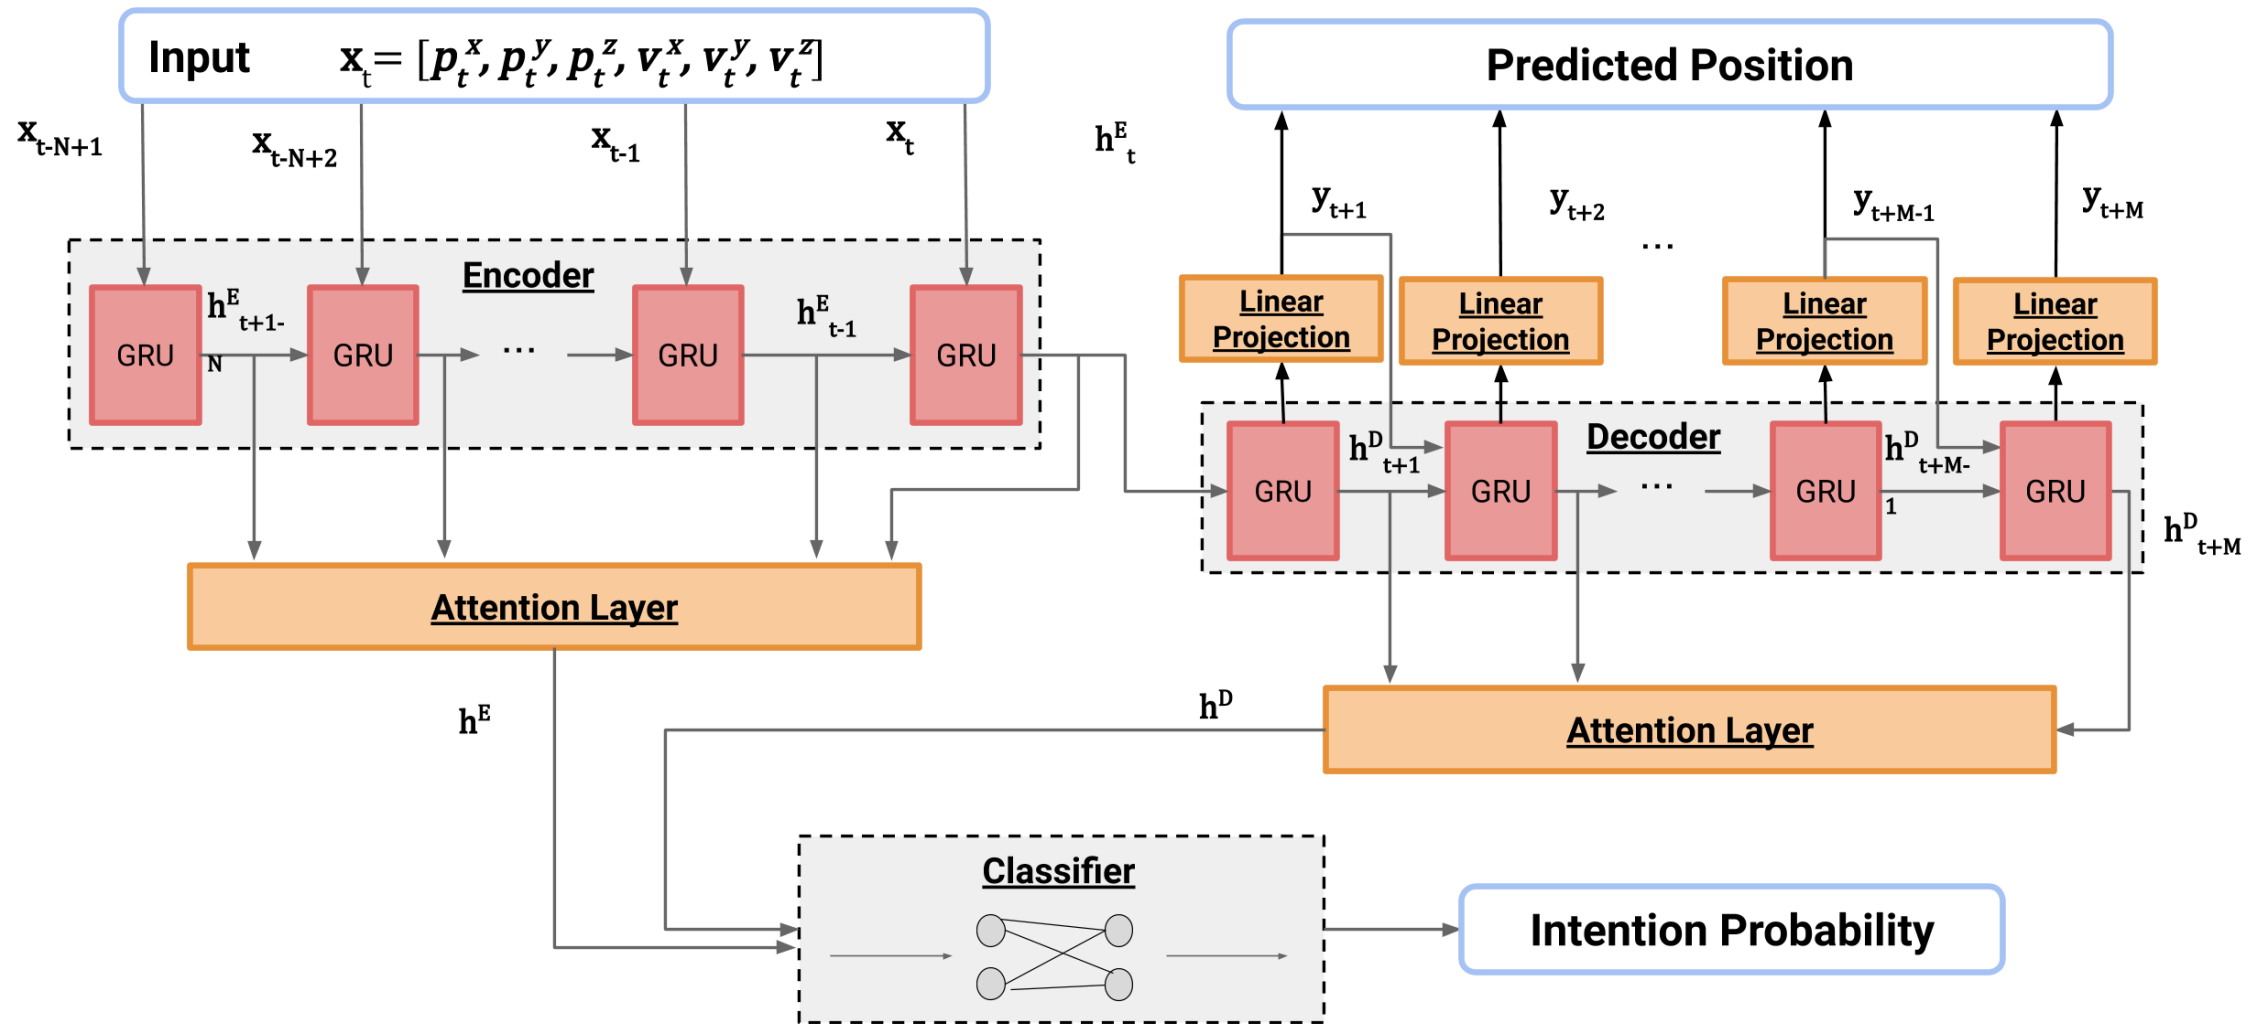 Input x_t = [p_t^x, p_t^y, p_t^z, v_t^x, v_t^y, v_t^z]
Predicted Position
x_t-N+1
x_t-N+2
x_t-1
x_t
h^E_t
y_t+1
y_t+2
...
y_t+M-1
y_t+M
Encoder
GRU
h^E_t+1-N
GRU
...
GRU
h^E_t-1
GRU
Linear
Projection
Linear
Projection
Linear
Projection
Linear
Projection
Decoder
GRU
h^D_t+1
GRU
...
GRU
h^D_t+M-1
GRU
h^D_t+M
Attention Layer
h^E
h^D
Attention Layer
Classifier
Intention Probability